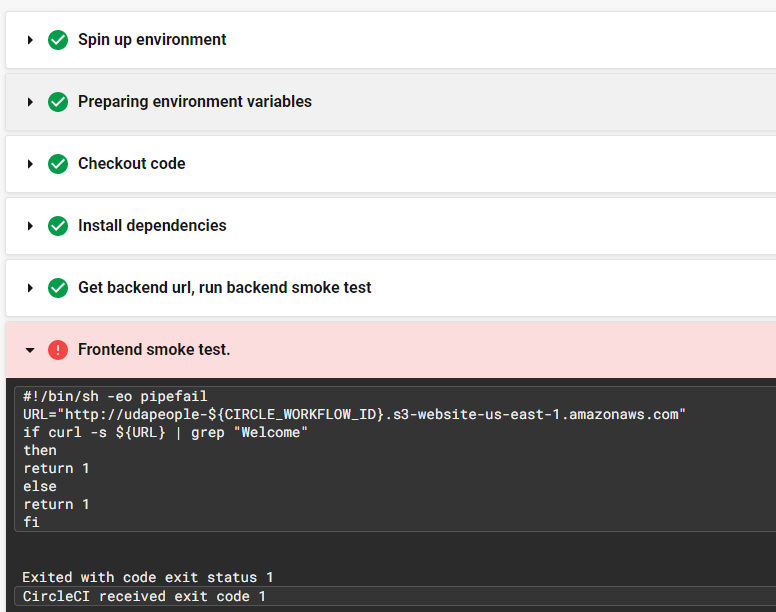 Spin up environment
Preparing environment variables
Checkout code
Install dependencies
Get backend url, run backend smoke test
Frontend smoke test.
#!/bin/sh -eo pipefail
URL="http://udapeople-${CIRCLE_WORKFLOW_ID}.s3-website-us-east-1.amazonaws.com"
if curl -s ${URL} | grep "Welcome"
then
return 1
else
return 1
fi
Exited with code exit status 1
CircleCI received exit code 1